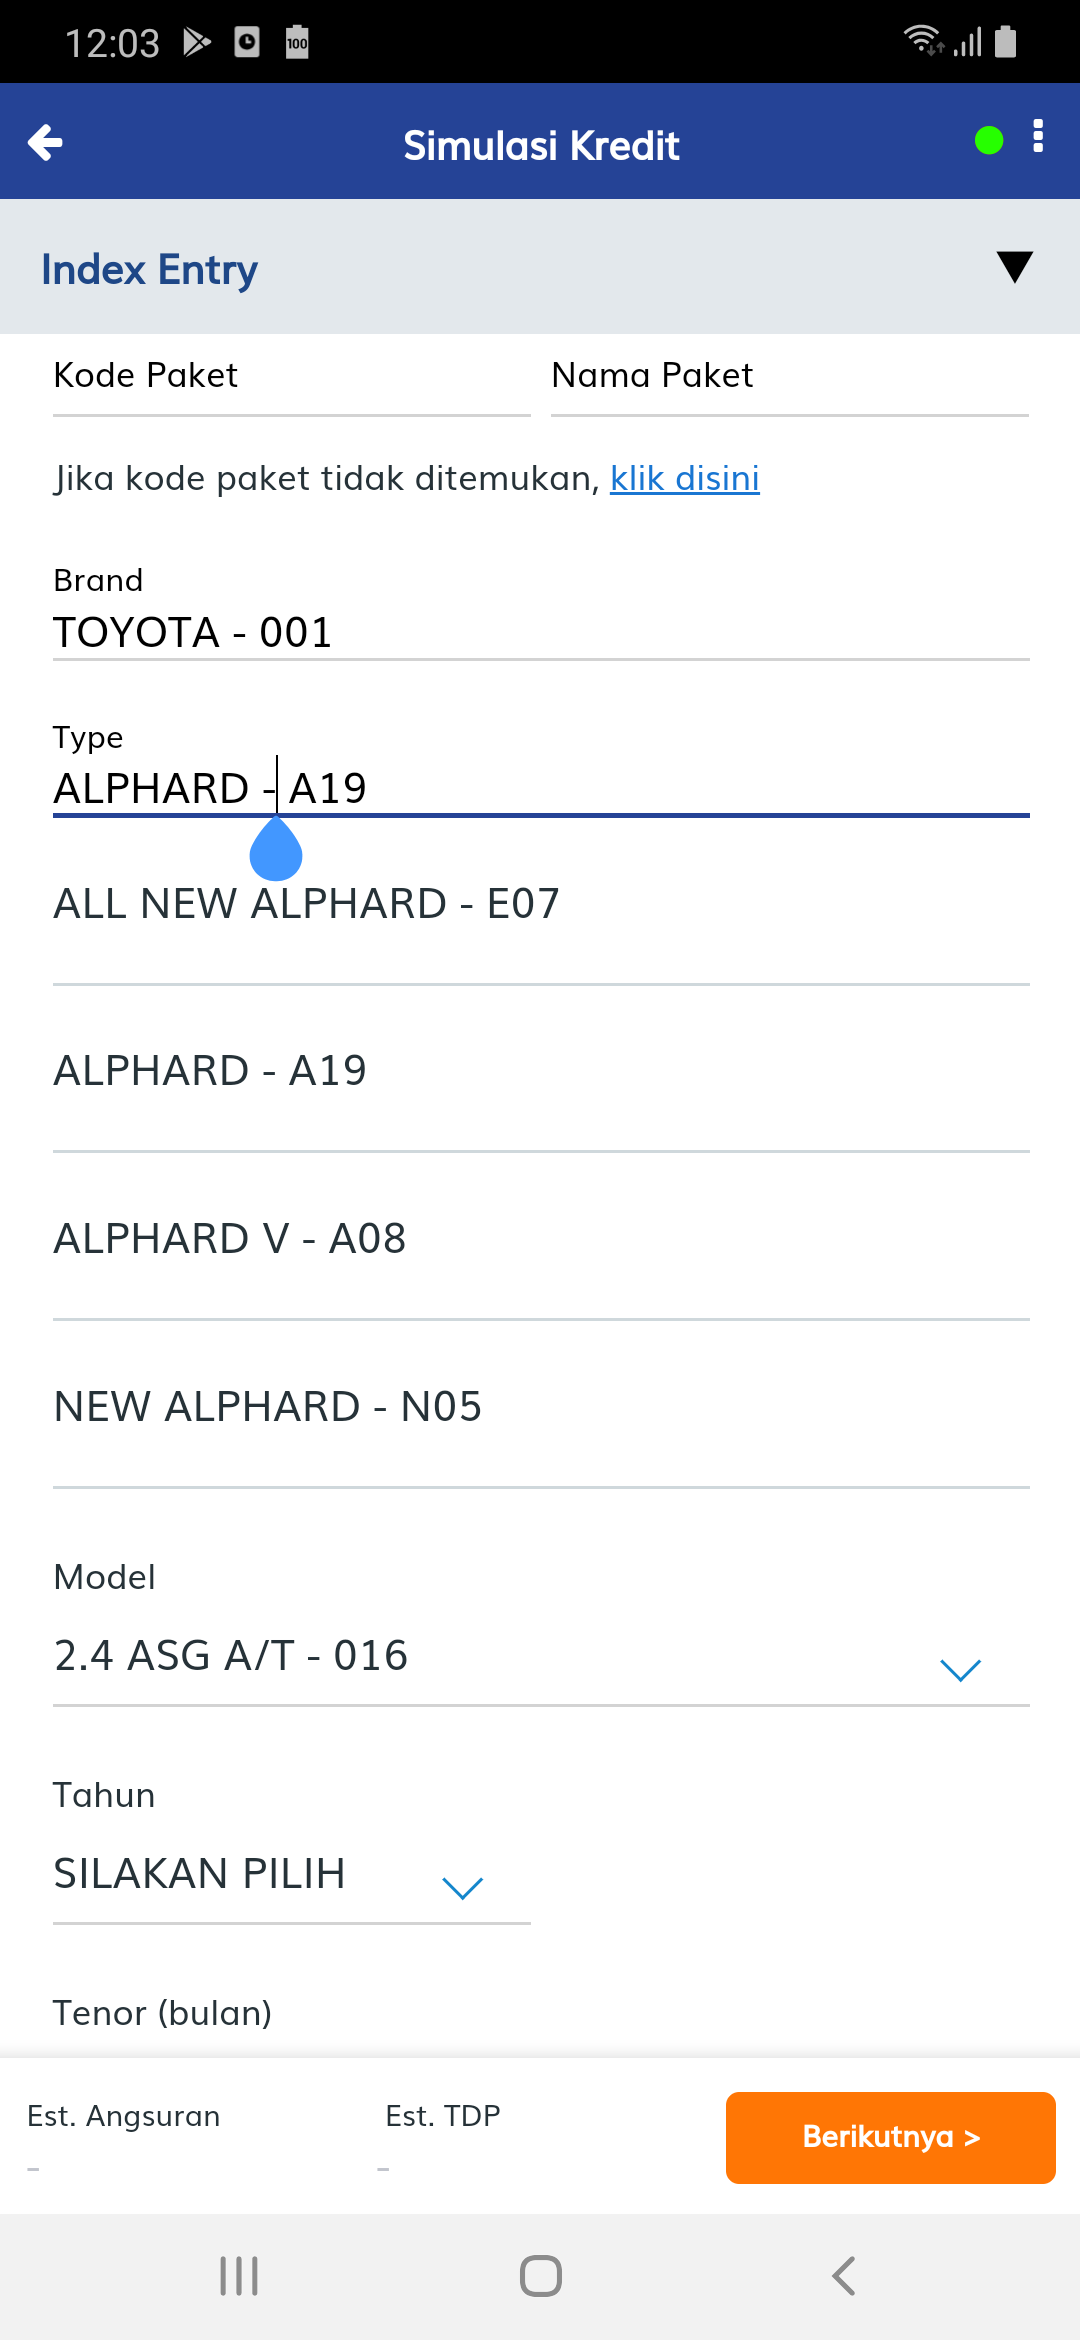 12:03
100
Simulasi Kredit
Index Entry
Kode Paket
Nama Paket
Jika kode paket tidak ditemukan, klik disini
Brand
TOYOTA - 001
Type
ALPHARD - A19
ALL NEW ALPHARD - E07
ALPHARD - A19
ALPHARD V - A08
NEW ALPHARD - N05
Model
2.4 ASG A/T - 016
Tahun
SILAKAN PILIH
Tenor (bulan)
Est. Angsuran
Est. TDP
-
-
Berikutnya >